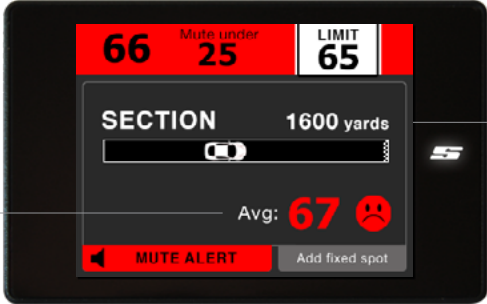 66
Mute under
25
LIMIT
65
SECTION
1600 yards
Avg: 67
MUTE ALERT
Add fixed spot